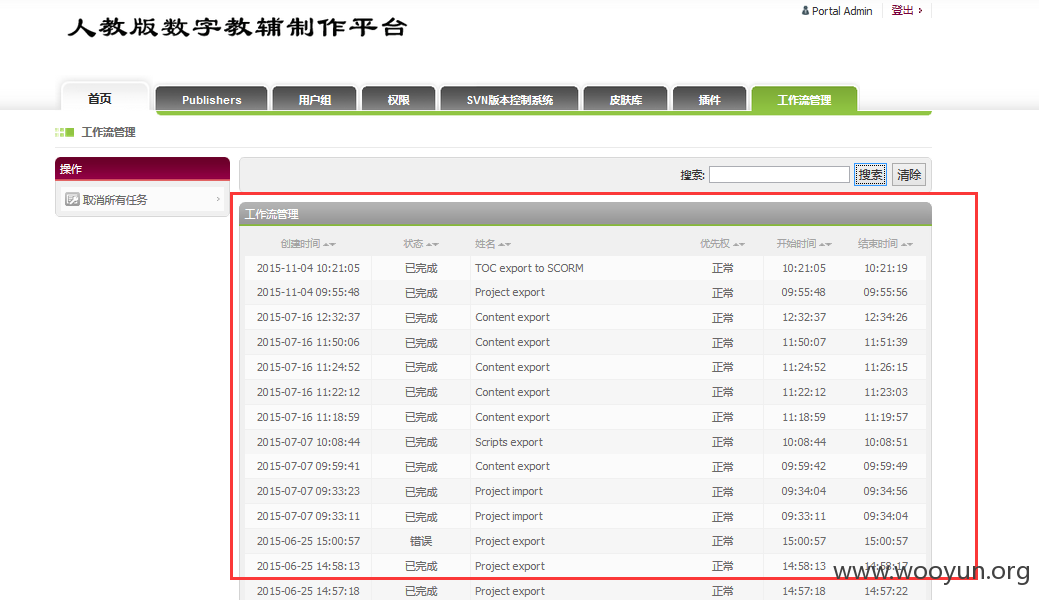 人教版数字教辅制作平台
Portal Admin 登出 ›
首页 Publishers 用户组 权限 SVN版本控制系统 皮肤库 插件 工作流管理
工作流管理
操作
取消所有任务 ›
搜索: 搜索 清除
工作流管理
创建时间 状态 姓名 优先权 开始时间 结束时间
2015-11-04 10:21:05 已完成 TOC export to SCORM 正常 10:21:05 10:21:19
2015-11-04 09:55:48 已完成 Project export 正常 09:55:48 09:55:56
2015-07-16 12:32:37 已完成 Content export 正常 12:32:37 12:34:26
2015-07-16 11:50:06 已完成 Content export 正常 11:50:07 11:51:39
2015-07-16 11:24:52 已完成 Content export 正常 11:24:52 11:26:15
2015-07-16 11:22:12 已完成 Content export 正常 11:22:12 11:23:03
2015-07-16 11:18:59 已完成 Content export 正常 11:18:59 11:19:57
2015-07-07 10:08:44 已完成 Scripts export 正常 10:08:44 10:08:51
2015-07-07 09:59:41 已完成 Content export 正常 09:59:42 09:59:49
2015-07-07 09:33:23 已完成 Project import 正常 09:34:04 09:34:56
2015-07-07 09:33:11 已完成 Project import 正常 09:33:11 09:34:04
2015-06-25 15:00:57 错误 Project export 正常 15:00:57 15:00:57
2015-06-25 14:58:13 已完成 Project export 正常 14:58:13 14:58:17
www.wooyun.org
2015-06-25 14:57:18 已完成 Project export 正常 14:57:18 14:57:22